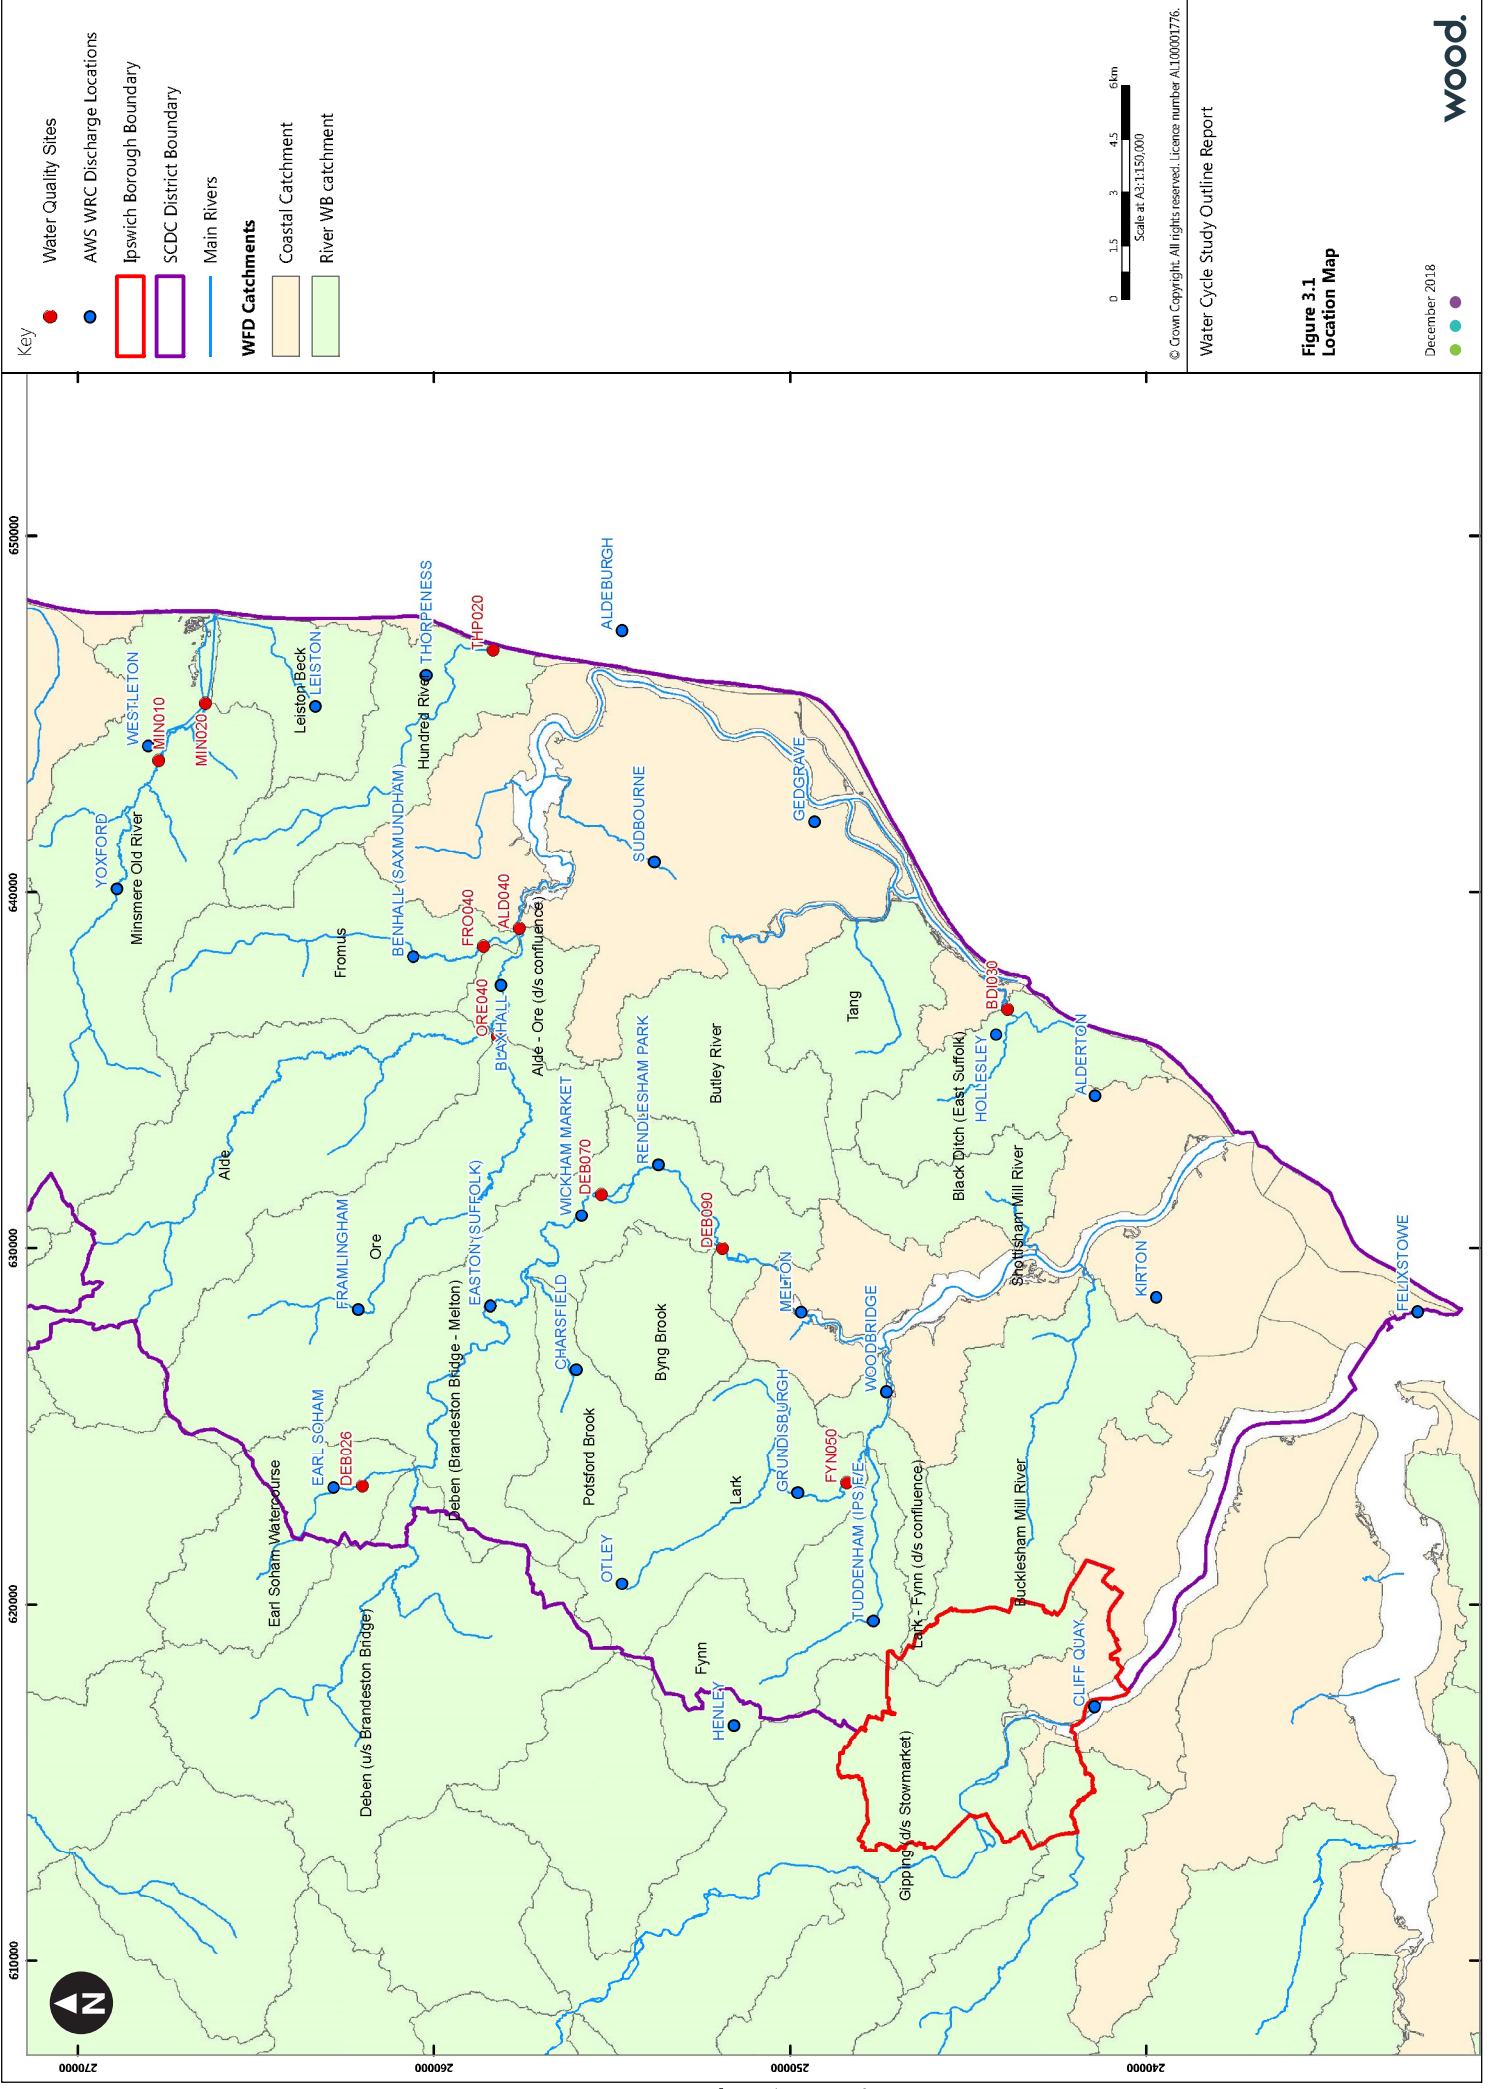 Key
Water Quality Sites
AWS WRC Discharge Locations
Ipswich Borough Boundary
SCDC District Boundary
Main Rivers
WFD Catchments
Coastal Catchment
River WB catchment
0 1.5 3 4.5 6 km
Scale at A3: 1:150,000
© Crown Copyright. All rights reserved. Licence number AL100001776.
Water Cycle Study Outline Report
Figure 3.1
Location Map
December 2018
wood.
610000
620000
630000
640000
650000
270000
260000
250000
240000
N
YOXFORD
Minsmere Old River
WESTLETON
MIN010
MIN020
Leiston Beck
LEISTON
THORPENESS
Hundred River
THP020
ALDEBURGH
Fromus
BENHALL (SAXMUNDHAM)
FRO040
ALD040
ORE040
BLAXHALL
Alde - Ore (d/s confluence)
SUDBOURNE
GEDGRAVE
Alde
FRAMLINGHAM
Ore
EASTON (SUFFOLK)
WICKHAM MARKET
DEB070
RENDLESHAM PARK
Butley River
Tang
BDI030
HOLLESLEY
Black Ditch (East Suffolk)
ALDERTON
DEB090
CHARSFIELD
Byng Brook
MELTON
WOODBRIDGE
Shottisham Mill River
KIRTON
FELIXSTOWE
EARL SOHAM
DEB026
Earl Soham Watercourse
Deben (Brandeston Bridge - Melton)
Potsford Brook
Lark
GRUNDISBURGH
FYN050
TUDDENHAM (IPS)F/E
Lark - Fynn (d/s confluence)
Bucklesham Mill River
OTLEY
Deben (u/s Brandeston Bridge)
Fynn
HENLEY
Gipping (d/s Stowmarket)
CLIFF QUAY